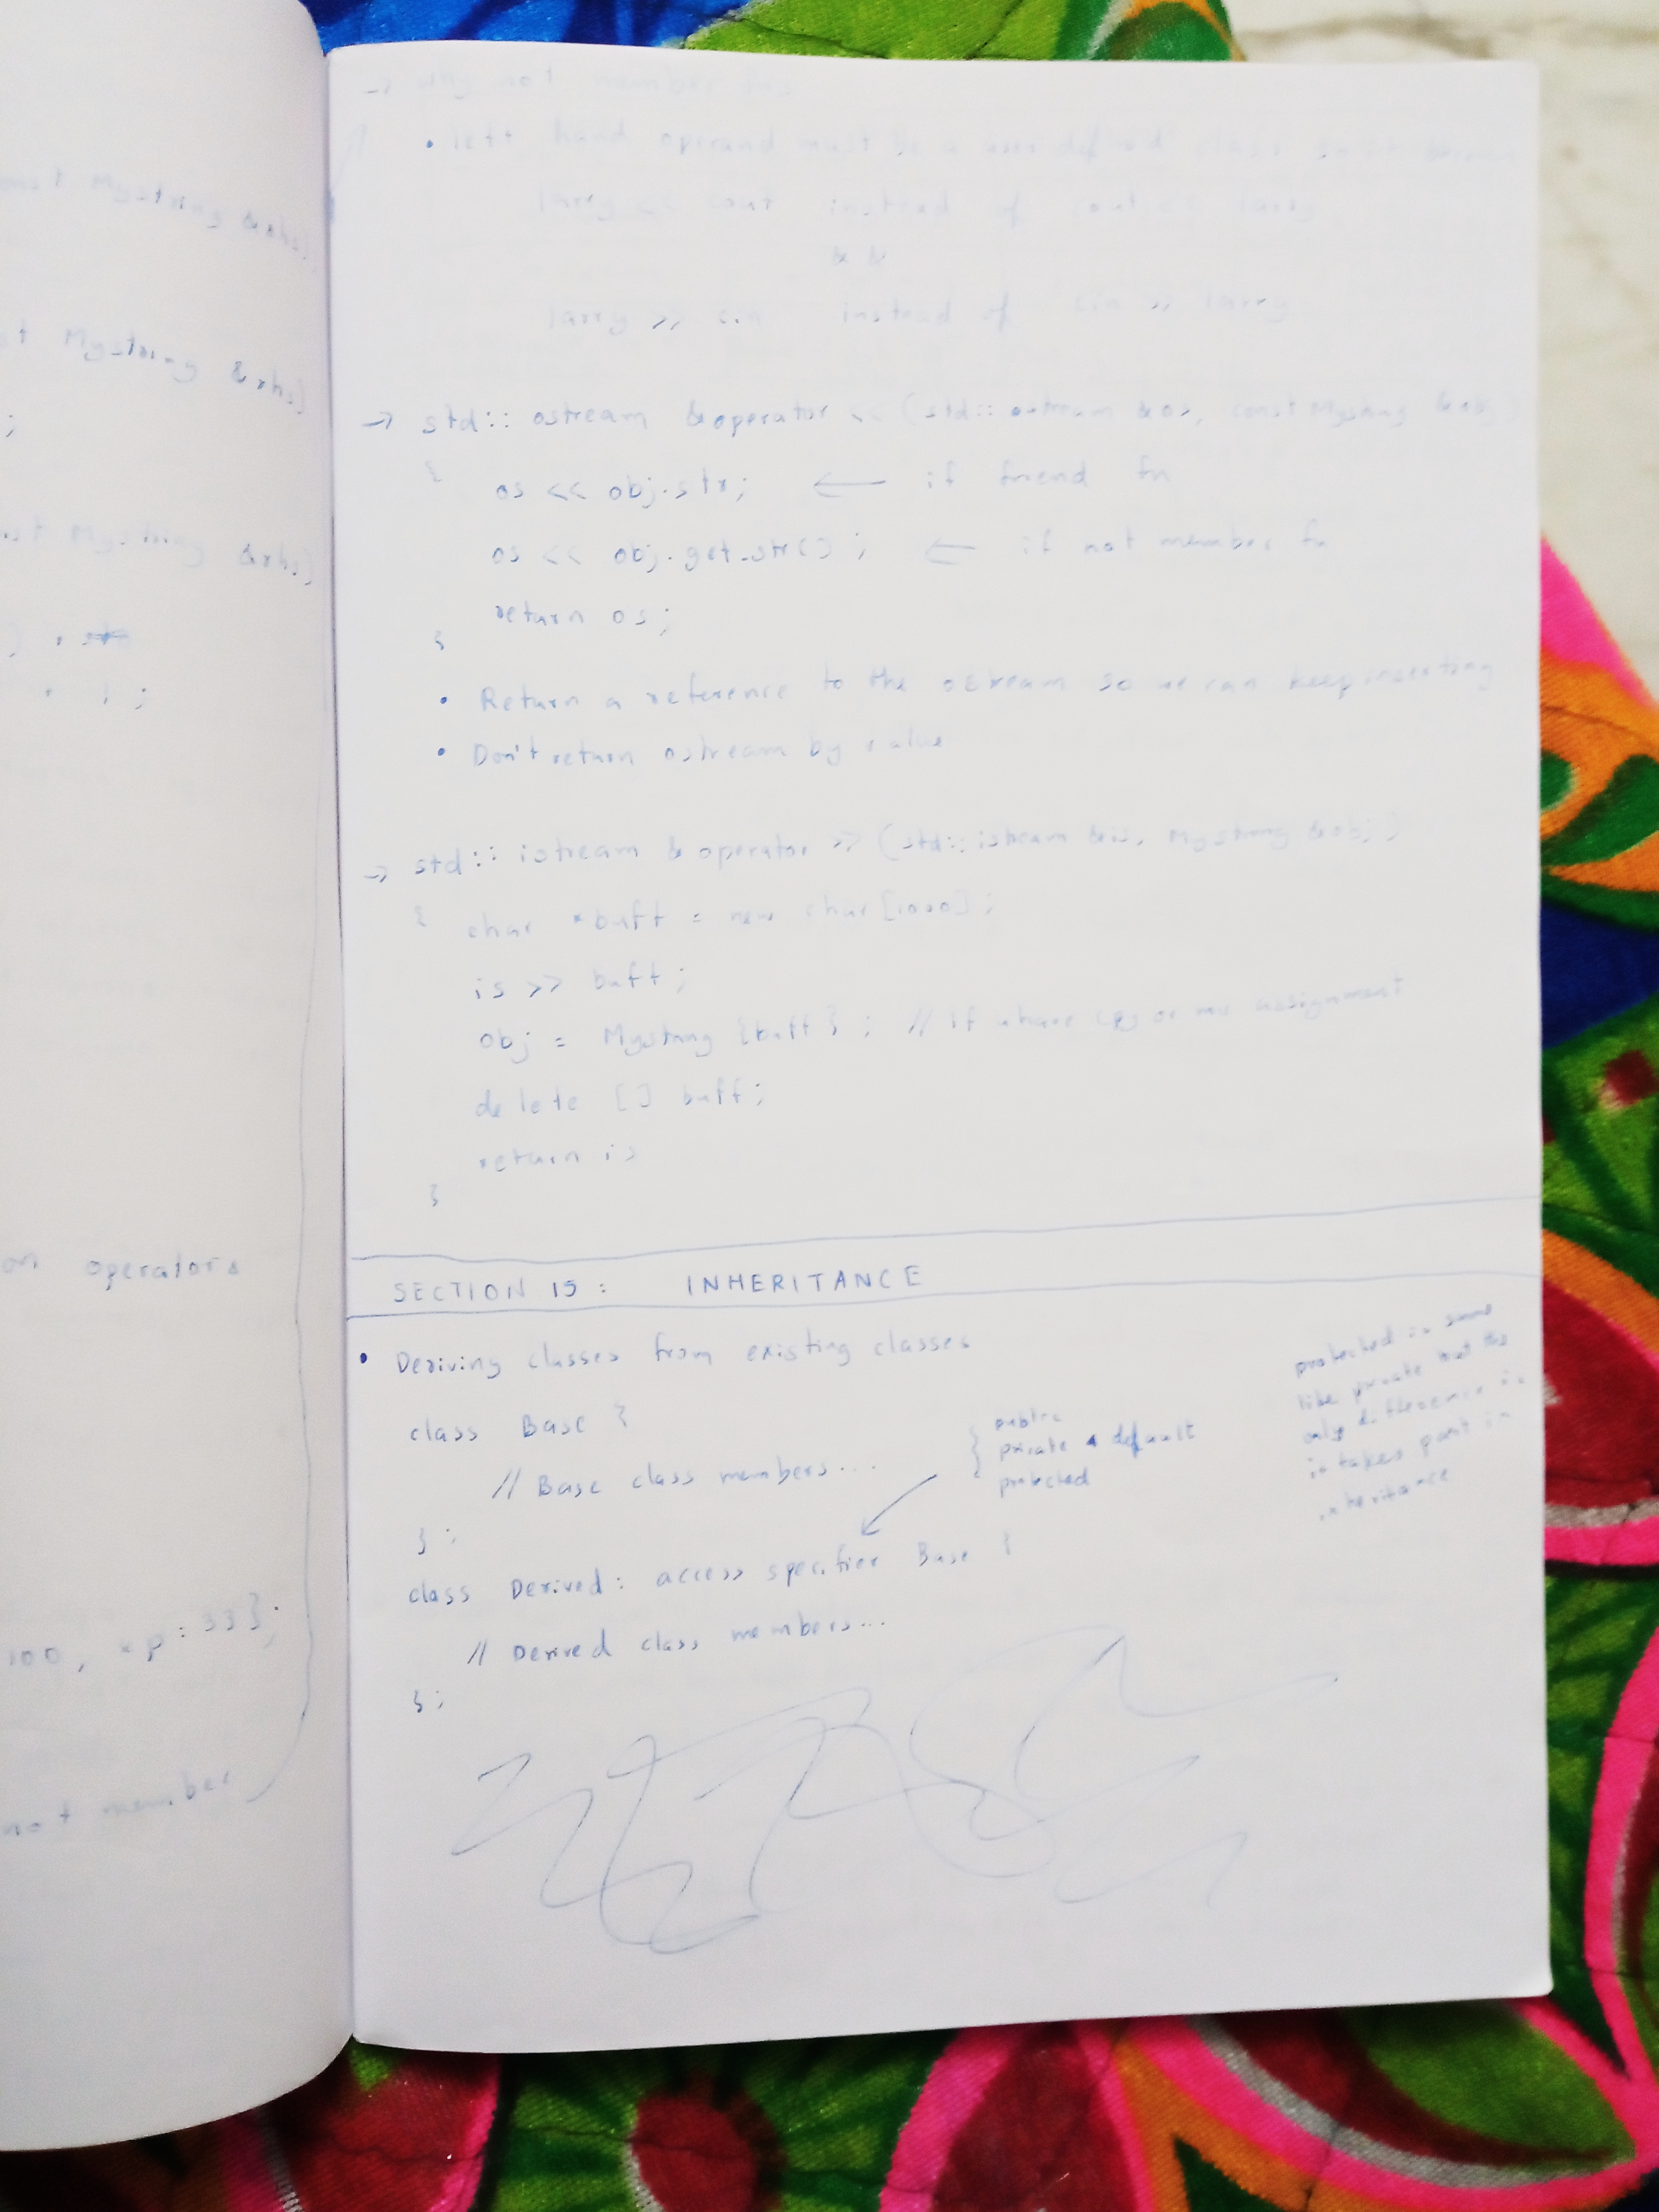 onst Mystring &rhs)
st Mystring &rhs)
;
nst Mystring &rhs)
on operators
100, *p : 33};
not member
→ why not member fns
• left hand operand must be a user defined class
larry << cout instead of cout << larry
&&
larry >> cin instead of cin >> larry
→ std:: ostream &operator << (std:: ostream &os, const Mystring &obj)
{
os << obj.str; ← if friend fn
os << obj.get_str() ; ← if not member fn
return os;
}
• Return a reference to the ostream so we can keep inserting
• Don't return ostream by value
→ std:: istream & operator >> (std:: istream &is, Mystring &obj)
{ char *buff = new char [1000];
is >> buff;
obj = Mystring {buff} ; // if u have or assignment
delete [] buff;
return is
}
SECTION 15 : INHERITANCE
• Deriving classes from existing classes
class Base {
// Base class members...
};
public
private ◂ default
protected
class Derived: access specifier Base {
// Derived class members...
};
protected is same
like private but the
only difference is
it takes part in
inheritance